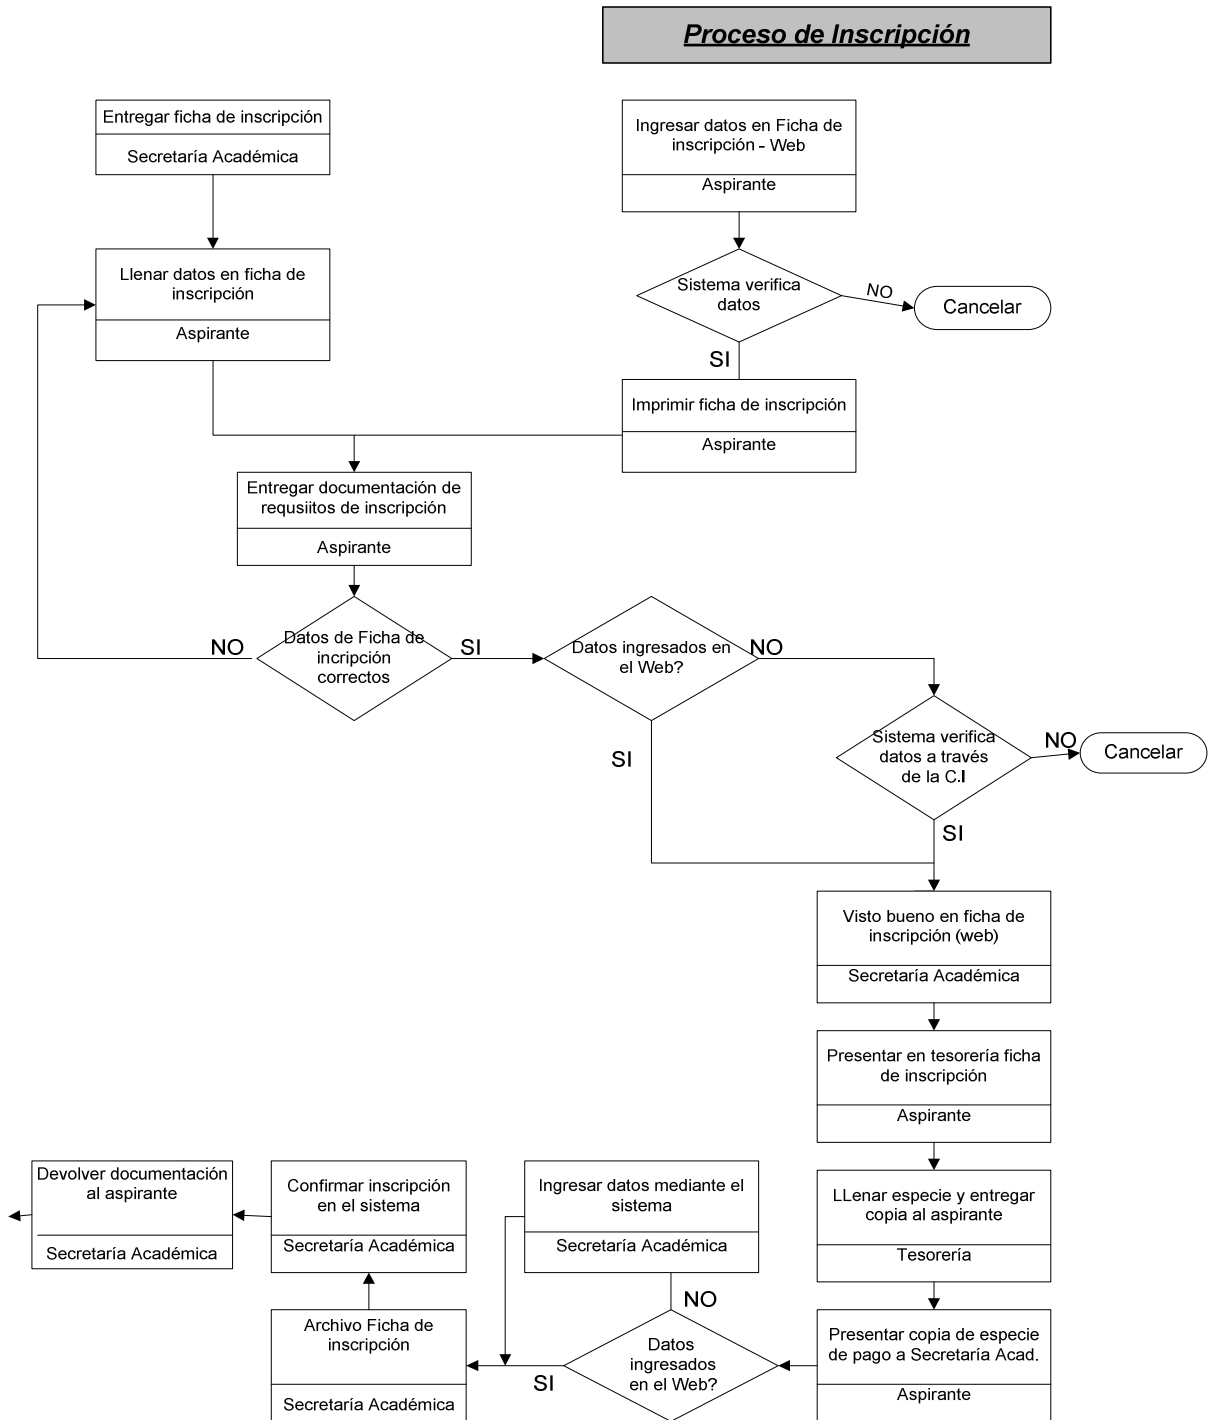 Proceso de Inscripción
Entregar ficha de inscripción
Secretaría Académica
Ingresar datos en Ficha de
inscripción - Web
Aspirante
Llenar datos en ficha de
inscripción
Aspirante
Sistema verifica
datos
NO
Cancelar
SI
Imprimir ficha de inscripción
Aspirante
Entregar documentación de
requsiitos de inscripción
Aspirante
NO
Datos de Ficha de
incripción
correctos
SI
Datos ingresados en
el Web?
NO
SI
Sistema verifica
datos a través
de la C.I
NO
Cancelar
SI
Visto bueno en ficha de
inscripción (web)
Secretaría Académica
Presentar en tesorería ficha
de inscripción
Aspirante
Devolver documentación
al aspirante
Secretaría Académica
Confirmar inscripción
en el sistema
Secretaría Académica
Ingresar datos mediante el
sistema
Secretaría Académica
LLenar especie y entregar
copia al aspirante
Tesorería
NO
Archivo Ficha de
inscripción
Secretaría Académica
SI
Datos
ingresados
en el Web?
Presentar copia de especie
de pago a Secretaría Acad.
Aspirante